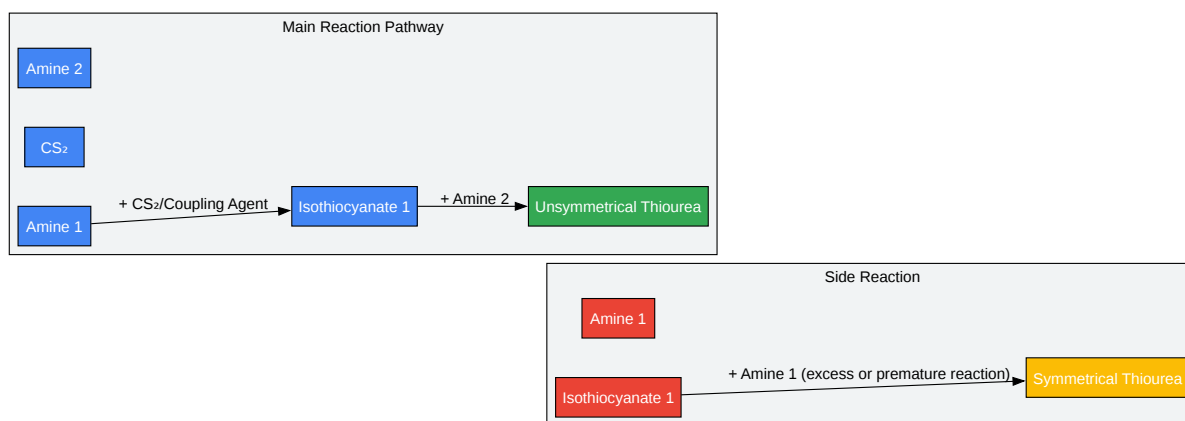 Main Reaction Pathway
Amine 2
CS₂
Amine 1
+ CS₂/Coupling Agent
Isothiocyanate 1
+ Amine 2
Unsymmetrical Thiourea
Side Reaction
Amine 1
Isothiocyanate 1
+ Amine 1 (excess or premature reaction)
Symmetrical Thiourea